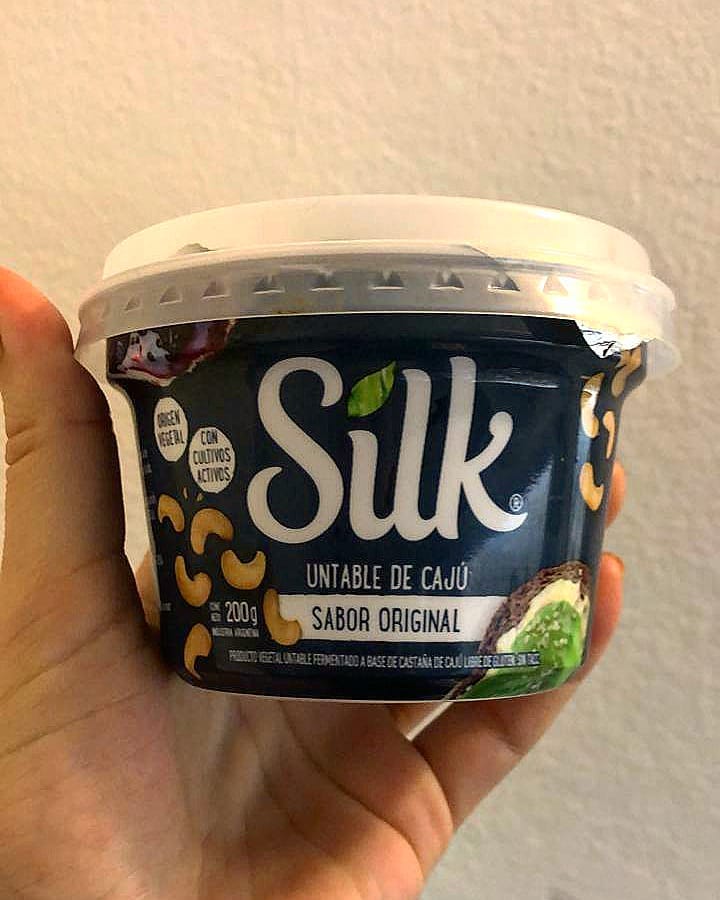 Silk®
ORIGEN
VEGETAL
CON
CULTIVOS
ACTIVOS
UNTABLE DE CAJÚ
SABOR ORIGINAL
CONT.
NETO 200g
INDUSTRIA ARGENTINA
PRODUCTO VEGETAL UNTABLE FERMENTADO A BASE DE CASTAÑA DE CAJÚ LIBRE DE GLUTEN. SIN TACC.